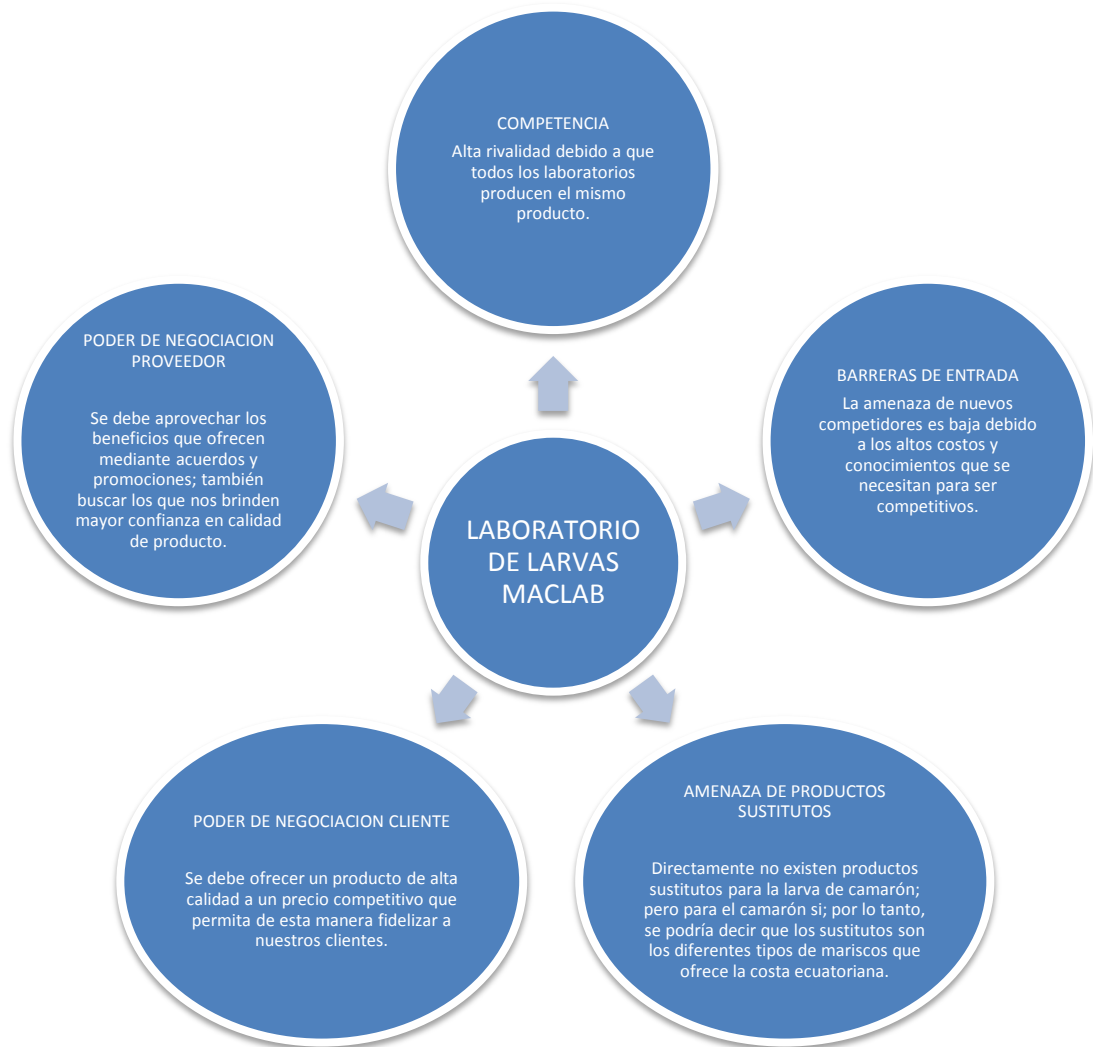 COMPETENCIA
Alta rivalidad debido a que
todos los laboratorios
producen el mismo
producto.
PODER DE NEGOCIACION
PROVEEDOR
Se debe aprovechar los
beneficios que ofrecen
mediante acuerdos y
promociones; también
buscar los que nos brinden
mayor confianza en calidad
de producto.
BARRERAS DE ENTRADA
La amenaza de nuevos
competidores es baja debido
a los altos costos y
conocimientos que se
necesitan para ser
competitivos.
LABORATORIO
DE LARVAS
MACLAB
PODER DE NEGOCIACION CLIENTE
Se debe ofrecer un producto de alta
calidad a un precio competitivo que
permita de esta manera fidelizar a
nuestros clientes.
AMENAZA DE PRODUCTOS
SUSTITUTOS
Directamente no existen productos
sustitutos para la larva de camarón;
pero para el camarón si; por lo tanto,
se podría decir que los sustitutos son
los diferentes tipos de mariscos que
ofrece la costa ecuatoriana.